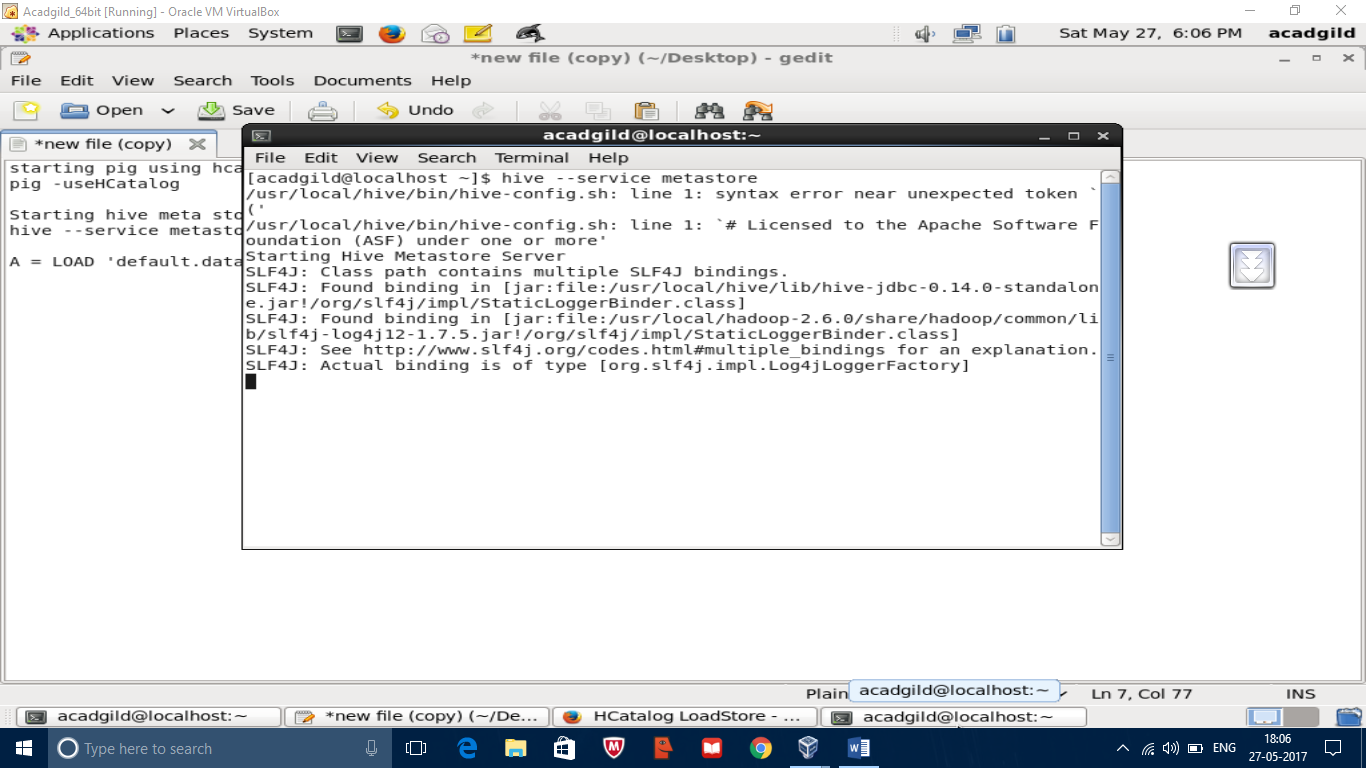 Acadgild_64bit [Running] - Oracle VM VirtualBox
Applications Places System Sat May 27, 6:06 PM acadgild
*new file (copy) (~/Desktop) - gedit
File Edit View Search Tools Documents Help
Open Save Undo
*new file (copy)
starting pig using hca
pig -useHCatalog
Starting hive meta sto
hive --service metasto
A = LOAD 'default.data
acadgild@localhost:~
File Edit View Search Terminal Help
[acadgild@localhost ~]$ hive --service metastore
/usr/local/hive/bin/hive-config.sh: line 1: syntax error near unexpected token `
('
/usr/local/hive/bin/hive-config.sh: line 1: `# Licensed to the Apache Software F
oundation (ASF) under one or more'
Starting Hive Metastore Server
SLF4J: Class path contains multiple SLF4J bindings.
SLF4J: Found binding in [jar:file:/usr/local/hive/lib/hive-jdbc-0.14.0-standalon
e.jar!/org/slf4j/impl/StaticLoggerBinder.class]
SLF4J: Found binding in [jar:file:/usr/local/hadoop-2.6.0/share/hadoop/common/li
b/slf4j-log4j12-1.7.5.jar!/org/slf4j/impl/StaticLoggerBinder.class]
SLF4J: See http://www.slf4j.org/codes.html#multiple_bindings for an explanation.
SLF4J: Actual binding is of type [org.slf4j.impl.Log4jLoggerFactory]
Plain acadgild@localhost:~ Ln 7, Col 77 INS
acadgild@localhost:~ *new file (copy) (~/De... HCatalog LoadStore - ... acadgild@localhost:~
Type here to search ENG 18:06
27-05-2017